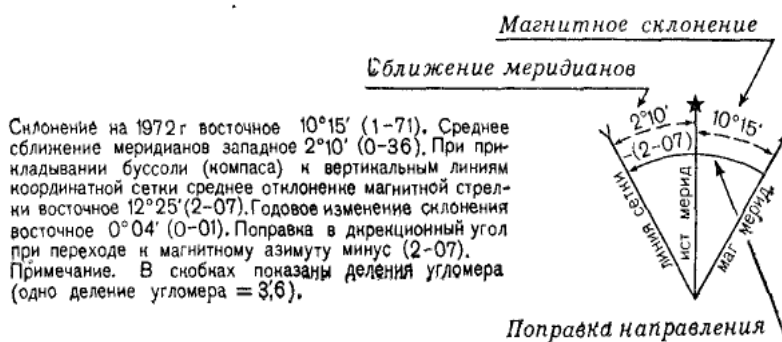 Магнитное склонение
Сближение меридианов
Склонение на 1972 г восточное 10°15′ (1-71). Среднее
сближение меридианов западное 2°10′ (0-36). При при-
кладывании буссоли (компаса) к вертикальным линиям
координатной сетки среднее отклонение магнитной стрел-
ки восточное 12°25′ (2-07). Годовое изменение склонения
восточное 0°04′ (0-01). Поправка в дирекционный угол
при переходе к магнитному азимуту минус (2-07).
Примечание. В скобках показаны деления угломера
(одно деление угломера = 3′,6).
2°10′
10°15′
-(2-07)
линия сетки
ист мерид
маг мерид.
Поправка направления